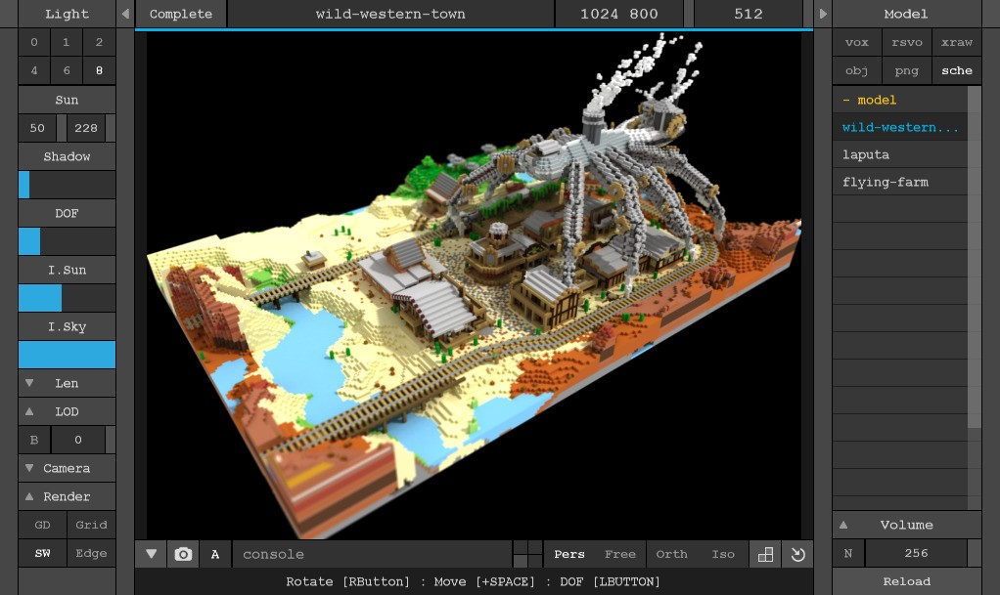 Light
Complete
wild-western-town
1024 800
512
Model
0 1 2
4 6 8
Sun
50 228
Shadow
DOF
I.Sun
I.Sky
Len
LOD
B 0
Camera
Render
GD Grid
SW Edge
vox rsvo xraw
obj png sche
- model
wild-western...
laputa
flying-farm
Volume
N 256
Reload
A console
Pers Free Orth Iso
Rotate [RButton] : Move [+SPACE] : DOF [LBUTTON]